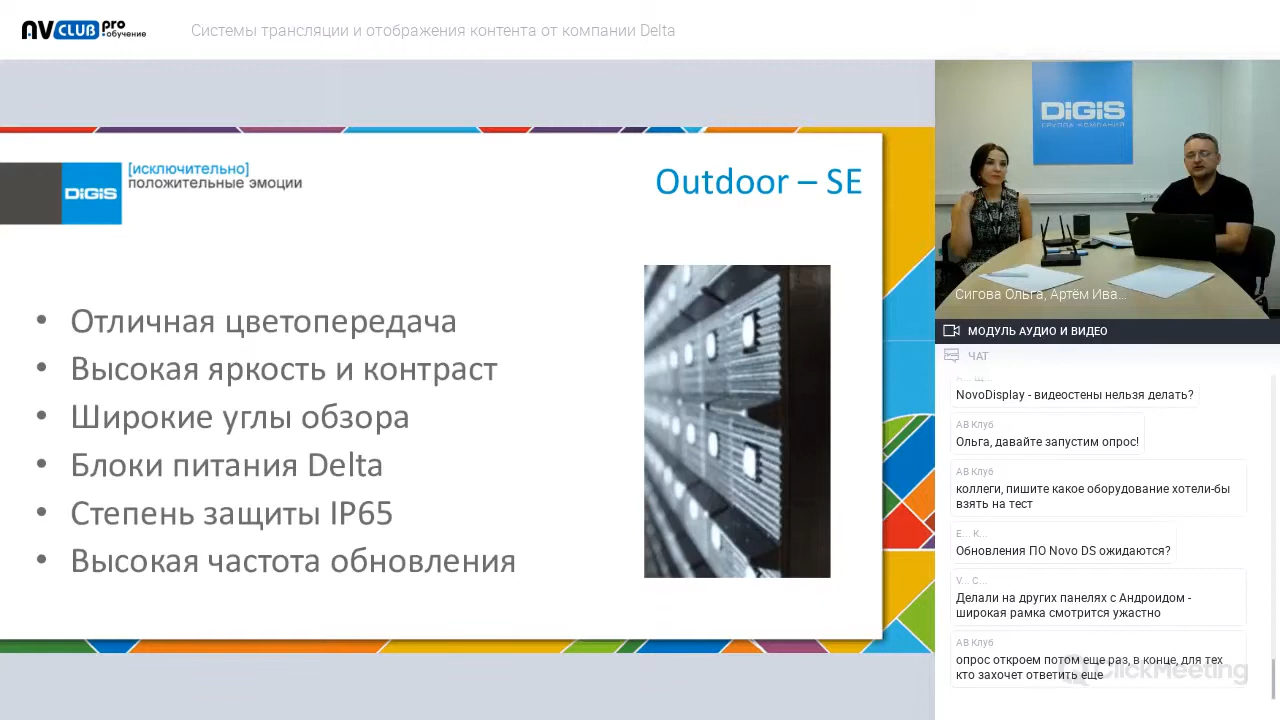 AVCLUB pro
•обучение
Системы трансляции и отображения контента от компании Delta
DIGIS
[исключительно]
положительные эмоции
Outdoor – SE
• Отличная цветопередача
• Высокая яркость и контраст
• Широкие углы обзора
• Блоки питания Delta
• Степень защиты IP65
• Высокая частота обновления
DIGIS
ГРУППА КОМПАНИЙ
Сигова Ольга, Артём Ива...
МОДУЛЬ АУДИО И ВИДЕО
ЧАТ
NovoDisplay - видеостены нельзя делать?
АВ Клуб
Ольга, давайте запустим опрос!
АВ Клуб
коллеги, пишите какое оборудование хотели-бы
взять на тест
Е... К...
Обновления ПО Novo DS ожидаются?
V... C...
Делали на других панелях с Андроидом -
широкая рамка смотрится ужастно
АВ Клуб
опрос откроем потом еще раз, в конце, для тех
кто захочет ответить еще
ClickMeeting